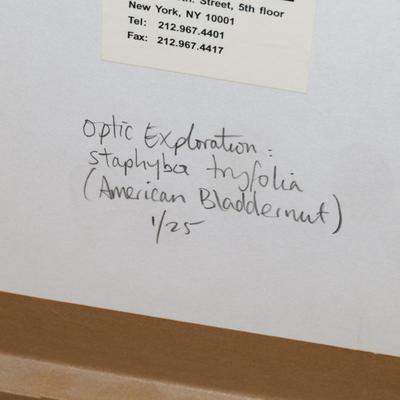 Street, 5th floor
New York, NY 10001
Tel: 212.967.4401
Fax: 212.967.4417
Optic Exploration:
Staphylea tryfolia
(American Bladdernut)
1/25